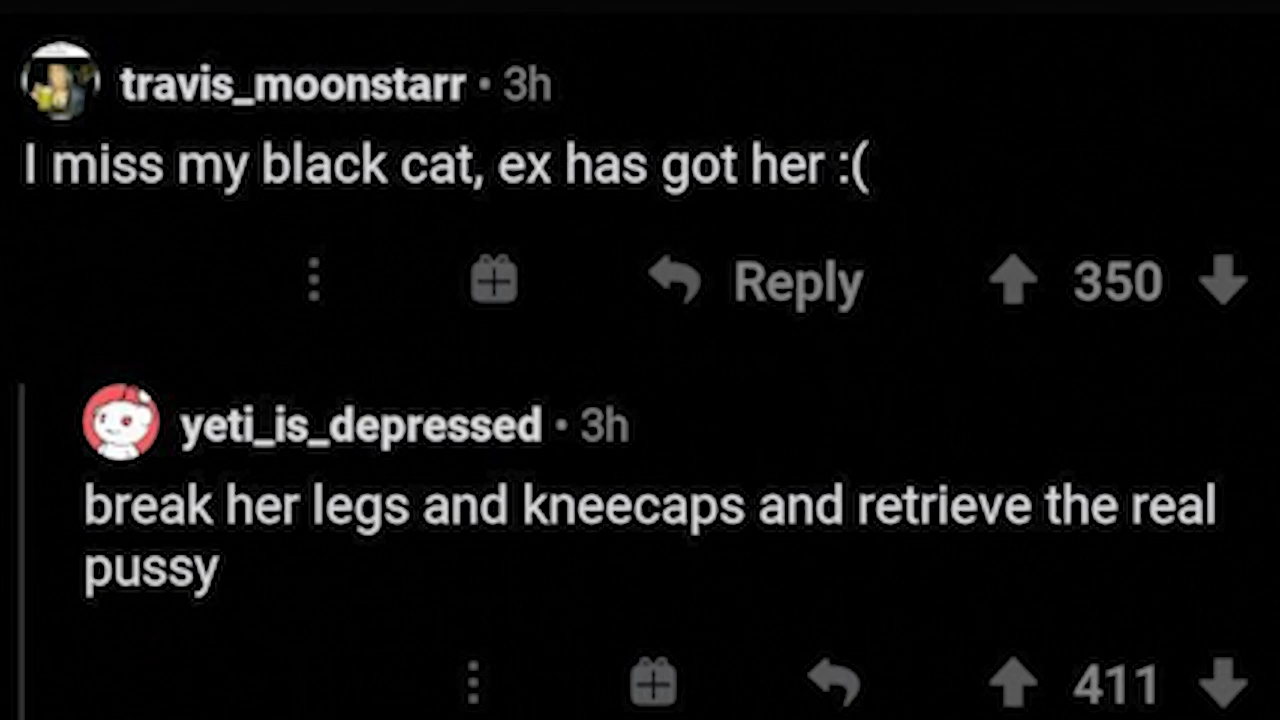 travis_moonstarr • 3h
I miss my black cat, ex has got her :(
Reply 350
yeti_is_depressed • 3h
break her legs and kneecaps and retrieve the real
pussy
411